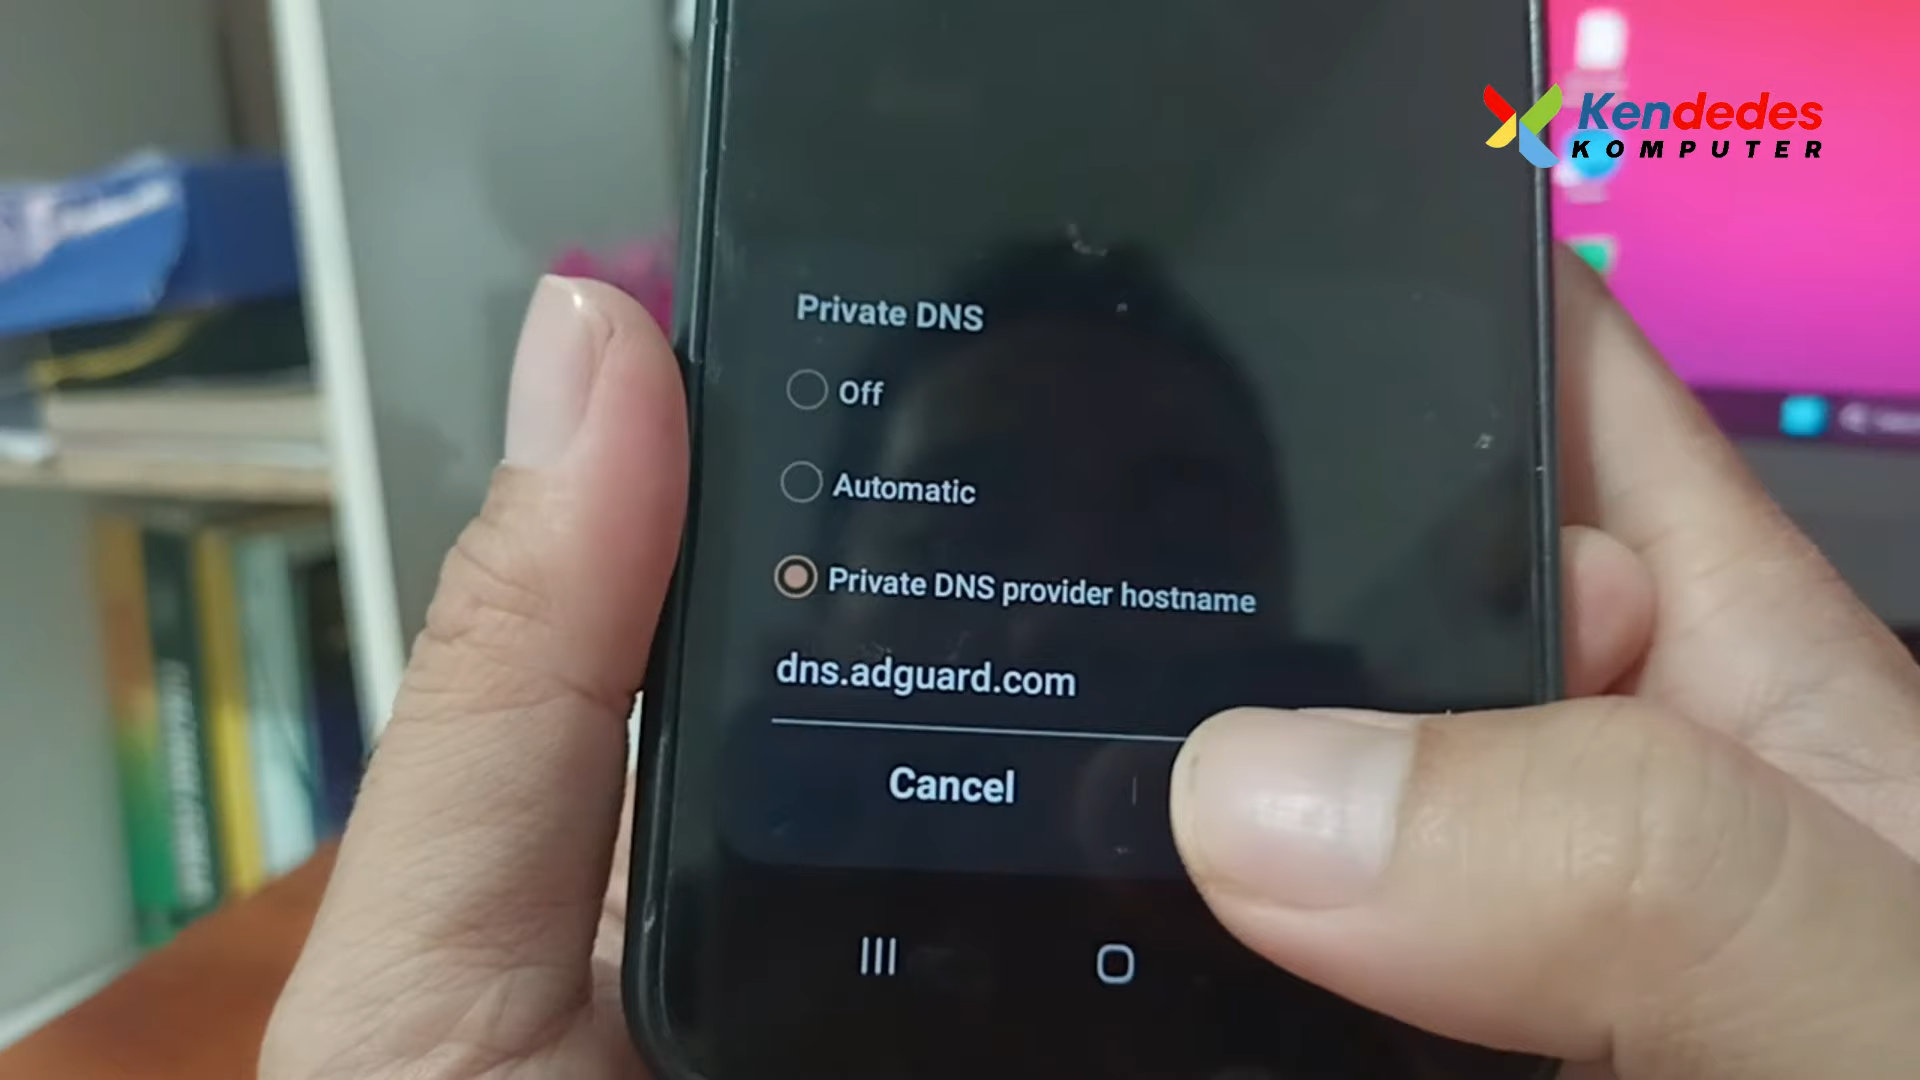 Kendedes
KOMPUTER
Private DNS
Off
Automatic
Private DNS provider hostname
dns.adguard.com
Cancel